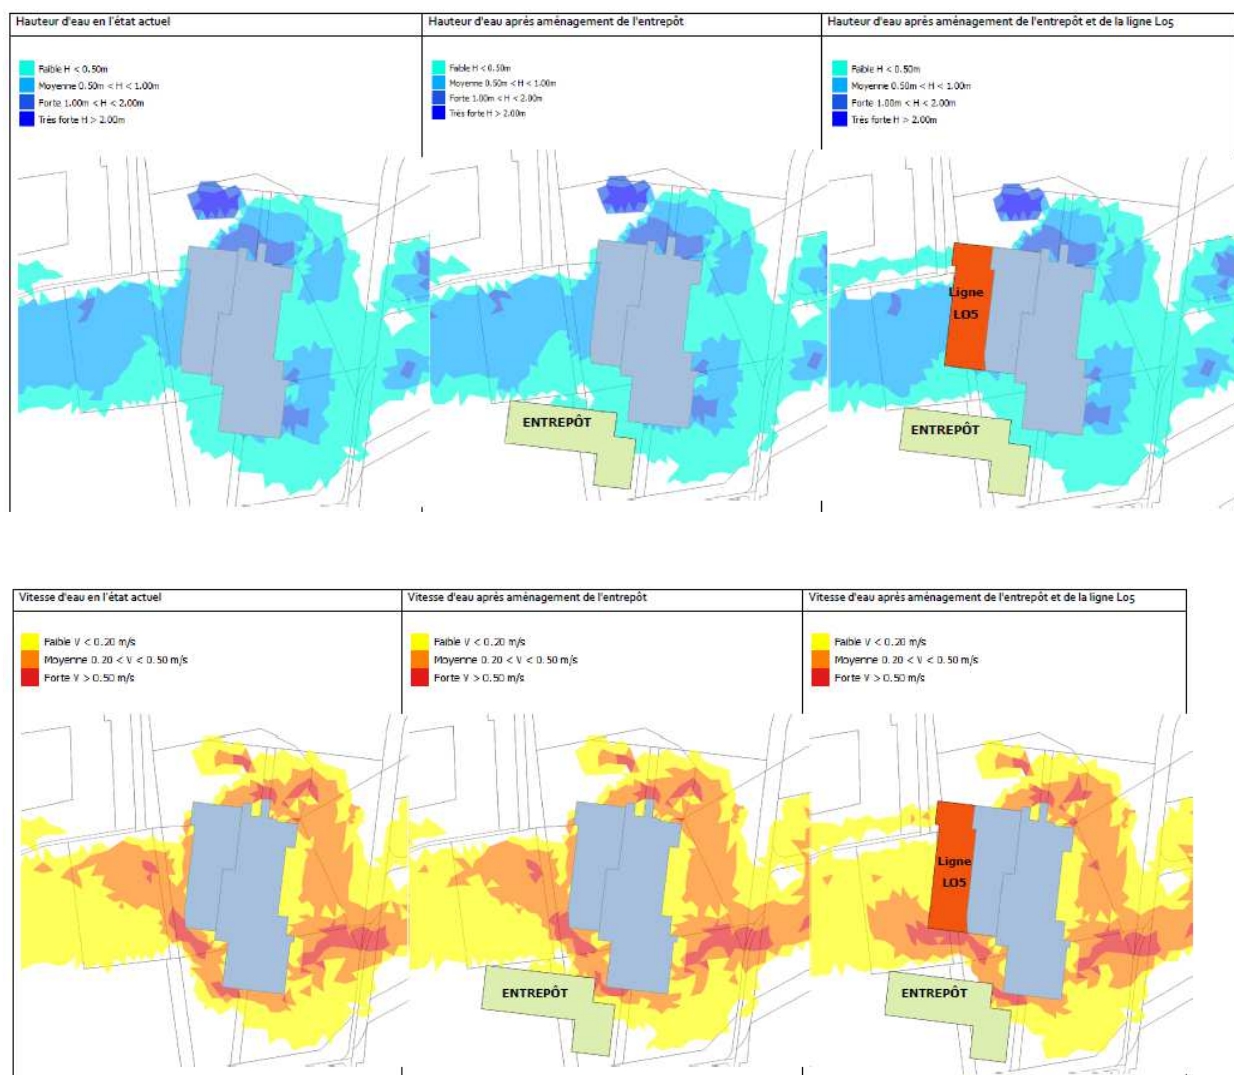 Hauteur d'eau en l'état actuel
Hauteur d'eau après aménagement de l'entrepôt
Hauteur d'eau après aménagement de l'entrepôt et de la ligne Lo5
Faible H < 0.50m
Moyenne 0.50m < H < 1.00m
Forte 1.00m < H < 2.00m
Très forte H > 2.00m
Faible H < 0.50m
Moyenne 0.50m < H < 1.00m
Forte 1.00m < H < 2.00m
Très forte H > 2.00m
Faible H < 0.50m
Moyenne 0.50m < H < 1.00m
Forte 1.00m < H < 2.00m
Très forte H > 2.00m
ENTREPÔT
Ligne
LO5
ENTREPÔT
Vitesse d'eau en l'état actuel
Vitesse d'eau après aménagement de l'entrepôt
Vitesse d'eau après aménagement de l'entrepôt et de la ligne Lo5
Faible V < 0.20 m/s
Moyenne 0.20 < V < 0.50 m/s
Forte V > 0.50 m/s
Faible V < 0.20 m/s
Moyenne 0.20 < V < 0.50 m/s
Forte V > 0.50 m/s
Faible V < 0.20 m/s
Moyenne 0.20 < V < 0.50 m/s
Forte V > 0.50 m/s
ENTREPÔT
Ligne
LO5
ENTREPÔT